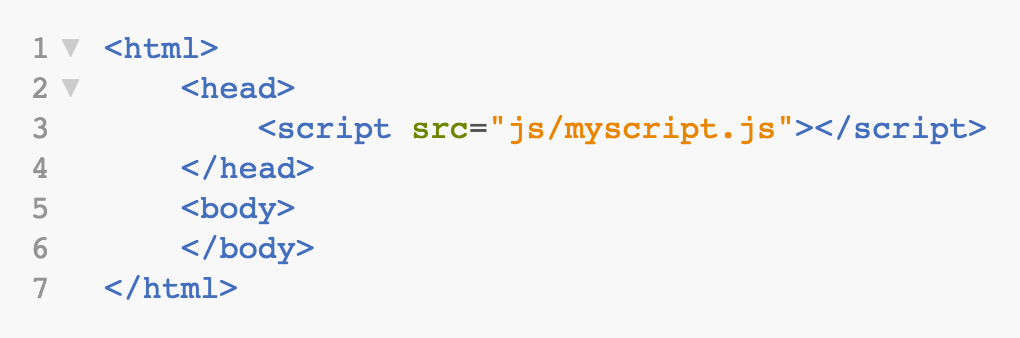 1 <html>
2     <head>
3         <script src="js/myscript.js"></script>
4     </head>
5     <body>
6     </body>
7 </html>